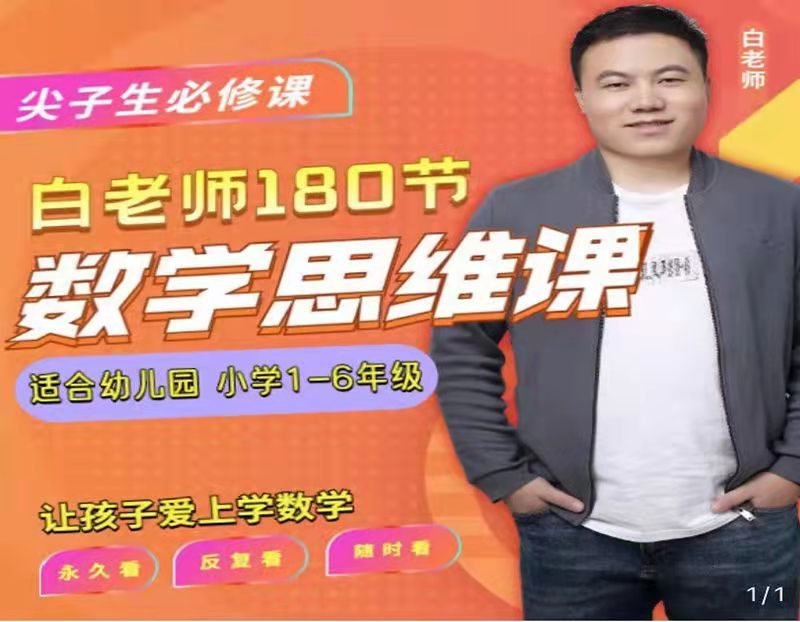 尖子生必修课
白老师
白老师180节
数学思维课
适合幼儿园 小学1-6年级
让孩子爱上学数学
永久看
反复看
随时看
1/1